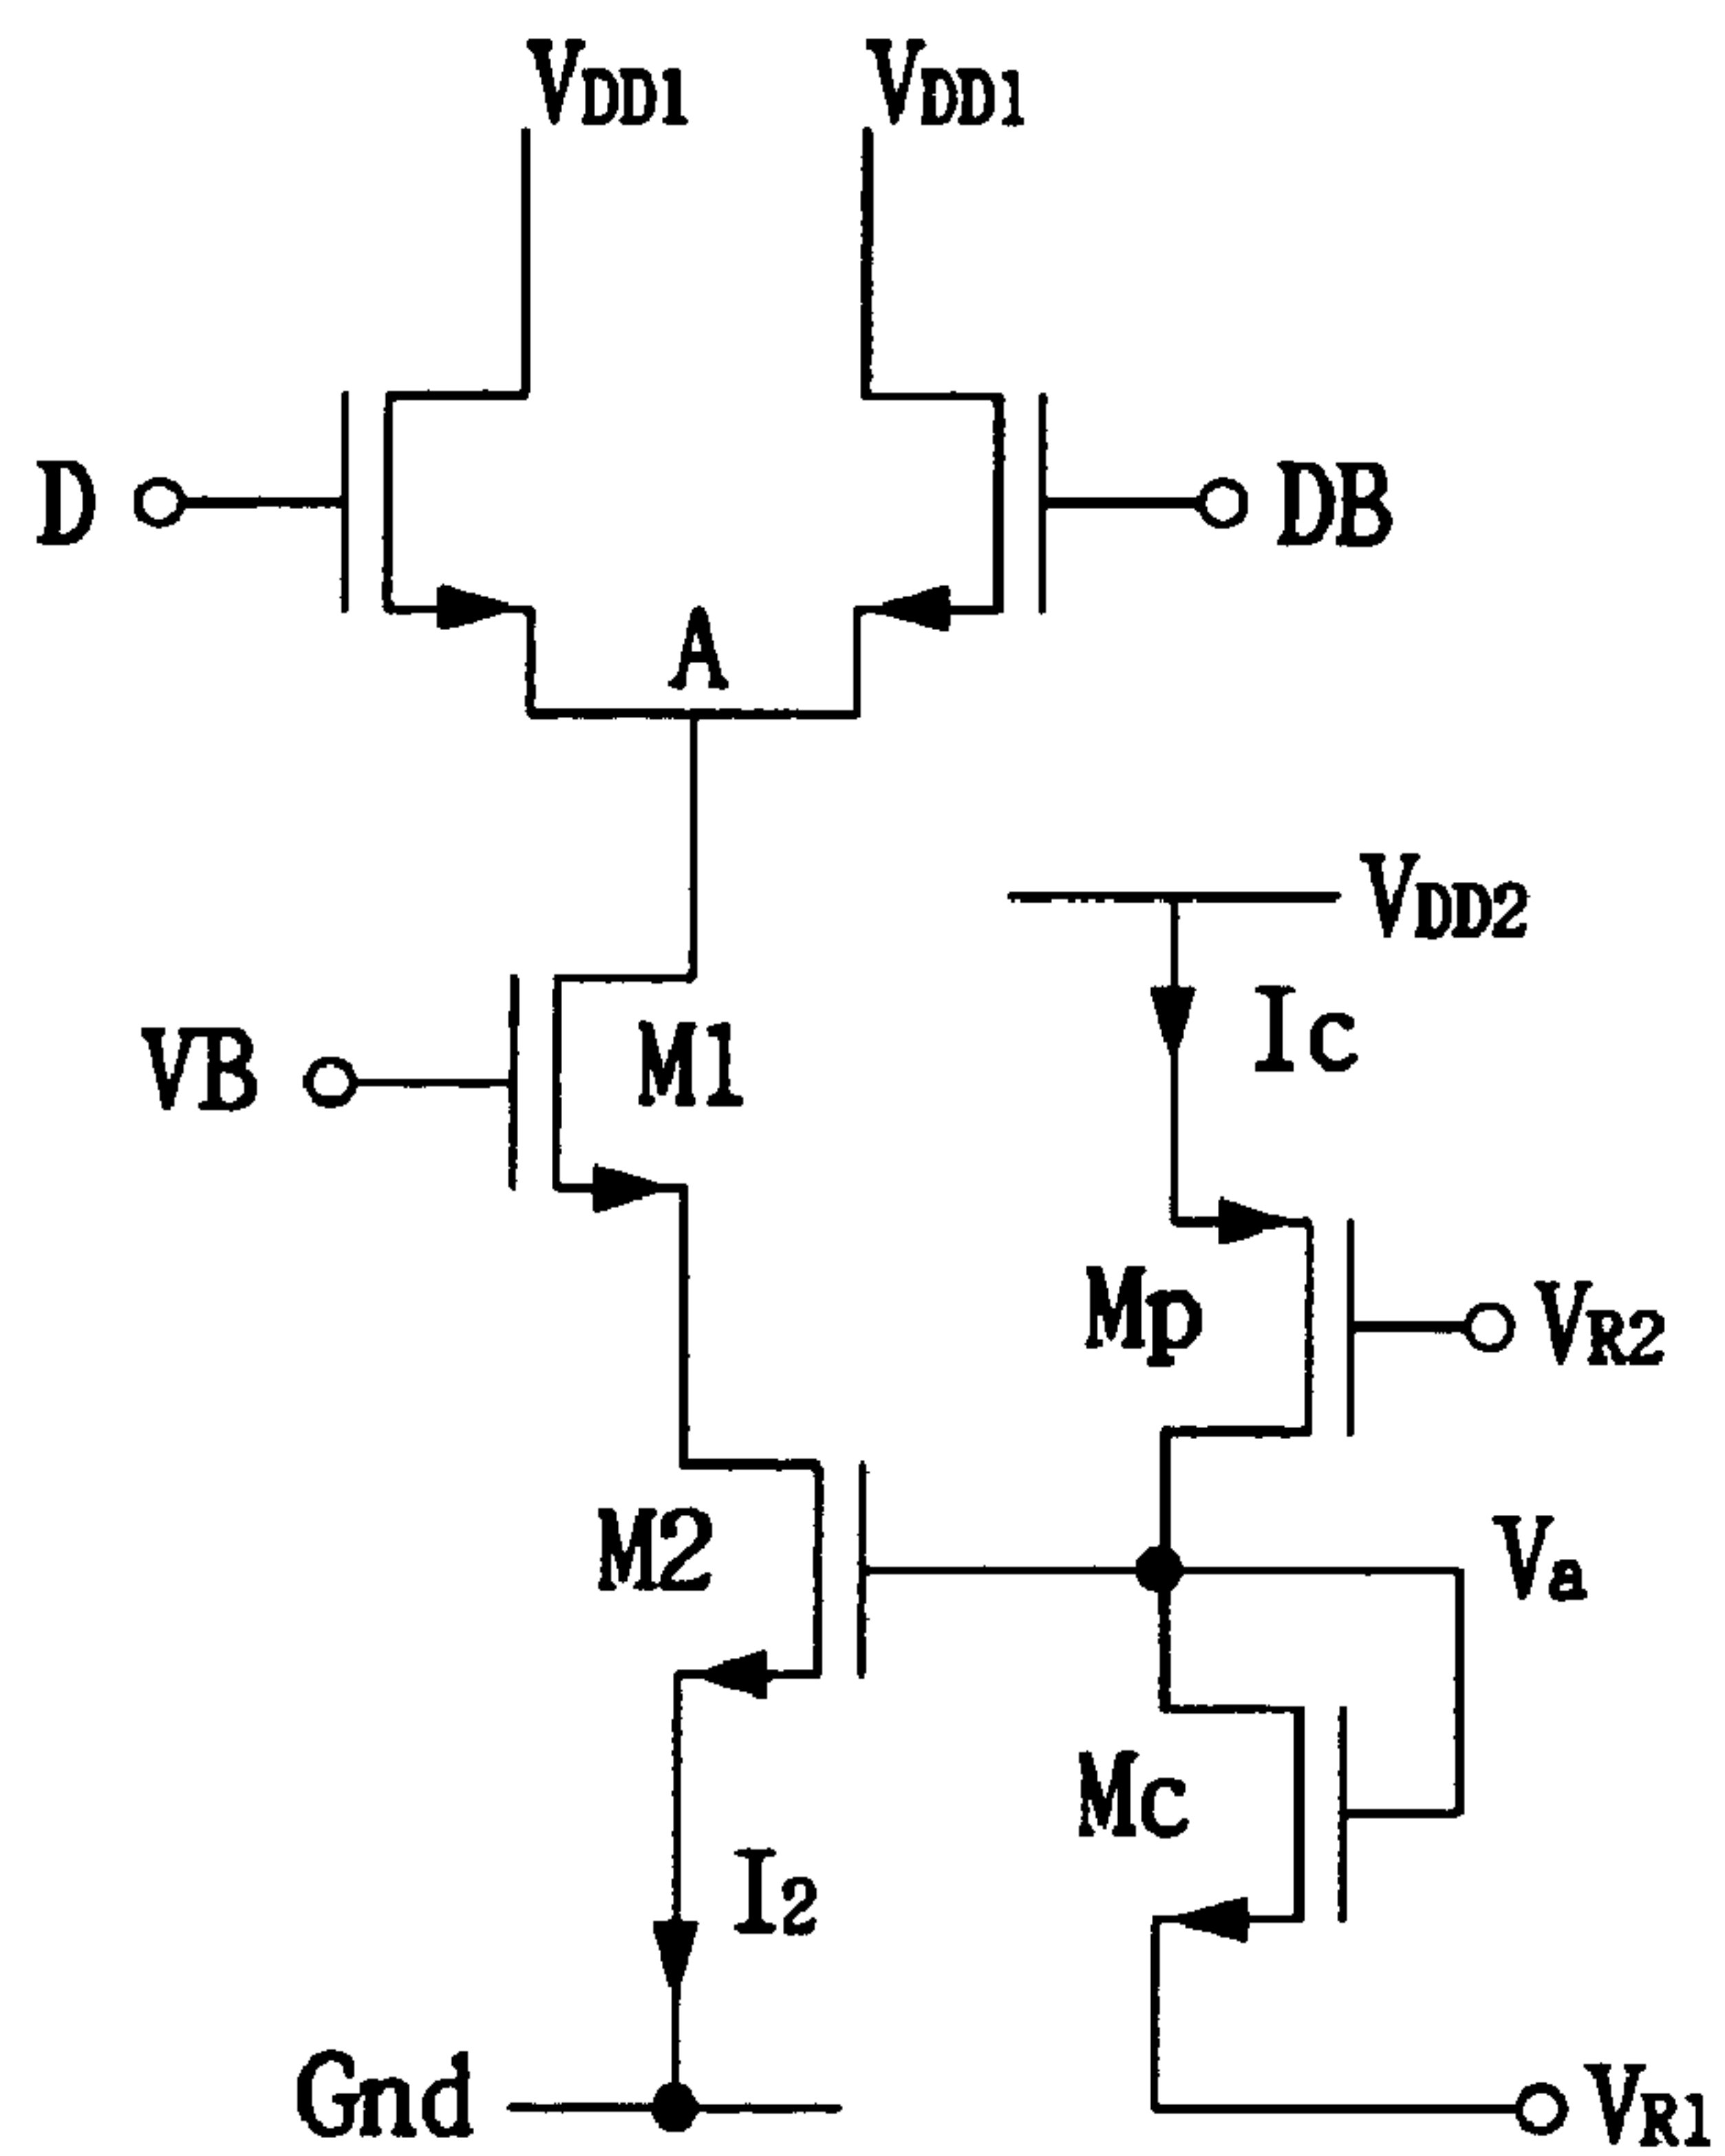 VDD1 VDD1
D DB
A
VDD2
Ic
VB M1
Mp VR2
M2 Va
Mc
I2
Gnd VR1